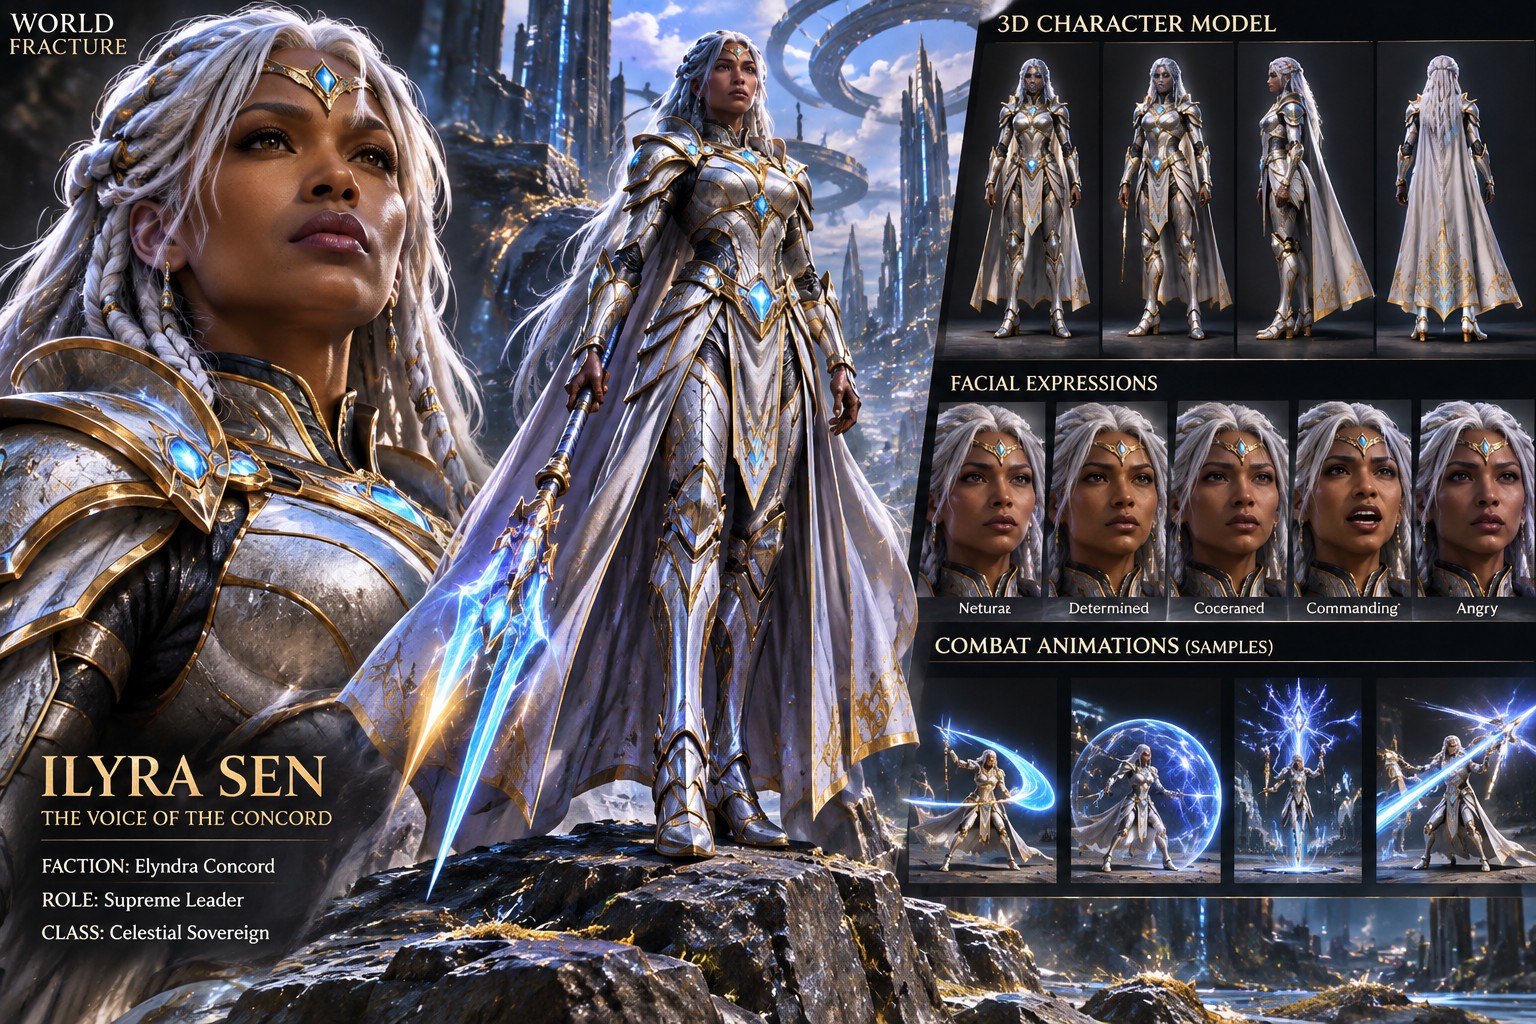 WORLD
FRACTURE
ILYRA SEN
THE VOICE OF THE CONCORD
FACTION: Elyndra Concord
ROLE: Supreme Leader
CLASS: Celestial Sovereign
3D CHARACTER MODEL
FACIAL EXPRESSIONS
Neturaz
Determined
Coceraned
Commanding'
Angry
COMBAT ANIMATIONS (SAMPLES)